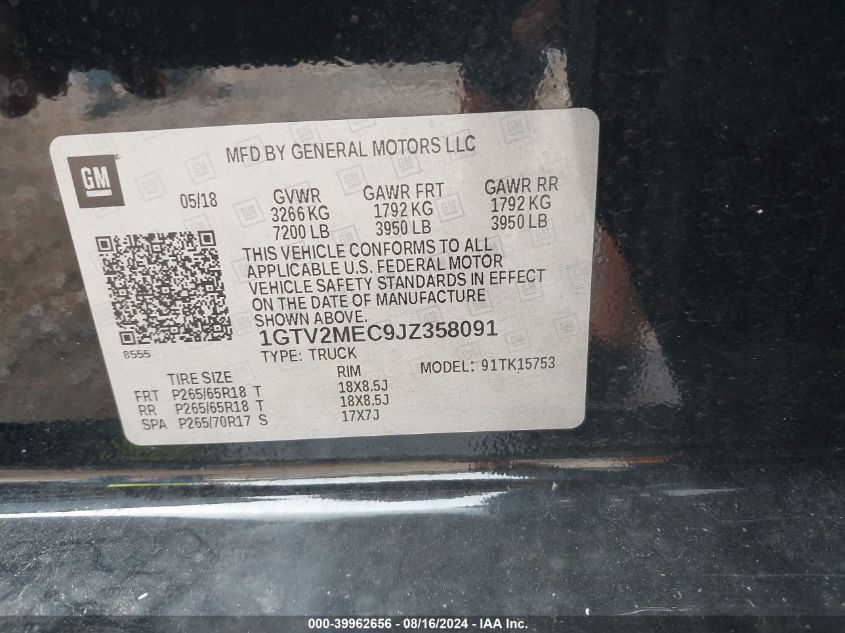 MFD BY GENERAL MOTORS LLC
GM
05/18
GVWR GAWR FRT GAWR RR
3266 KG 1792 KG 1792 KG
7200 LB 3950 LB 3950 LB
THIS VEHICLE CONFORMS TO ALL
APPLICABLE U.S. FEDERAL MOTOR
VEHICLE SAFETY STANDARDS IN EFFECT
ON THE DATE OF MANUFACTURE
SHOWN ABOVE.
8555
1GTV2MEC9JZ358091
TYPE: TRUCK
MODEL: 91TK15753
TIRE SIZE RIM
FRT P265/65R18 T 18X8.5J
RR P265/65R18 T 18X8.5J
SPA P265/70R17 S 17X7J
000-39962656 - 08/16/2024 - IAA Inc.